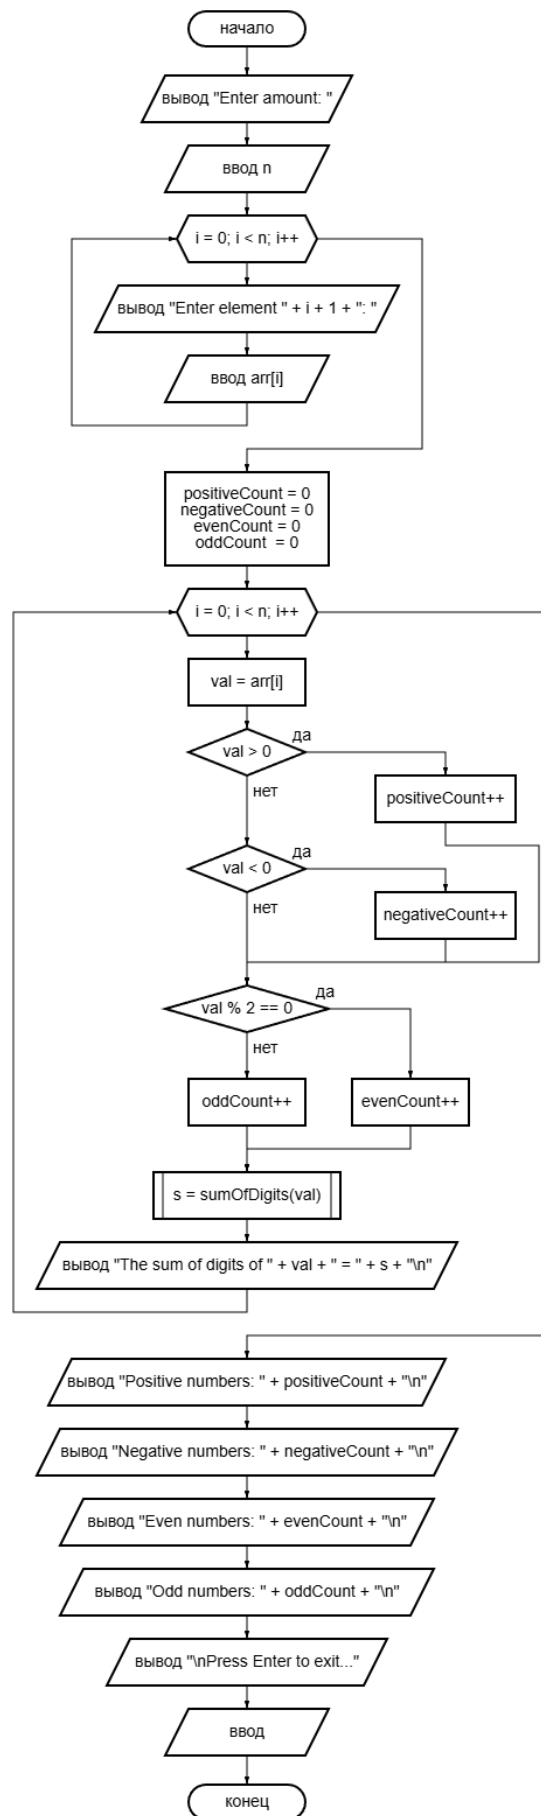 начало
вывод "Enter amount: "
ввод n
i = 0; i < n; i++
вывод "Enter element " + i + 1 + ": "
ввод arr[i]
positiveCount = 0
negativeCount = 0
evenCount = 0
oddCount  = 0
i = 0; i < n; i++
val = arr[i]
val > 0
да
нет
positiveCount++
val < 0
да
нет
negativeCount++
val % 2 == 0
да
нет
oddCount++
evenCount++
s = sumOfDigits(val)
вывод "The sum of digits of " + val + " = " + s + "\n"
вывод "Positive numbers: " + positiveCount + "\n"
вывод "Negative numbers: " + negativeCount + "\n"
вывод "Even numbers: " + evenCount + "\n"
вывод "Odd numbers: " + oddCount + "\n"
вывод "\nPress Enter to exit..."
ввод
конец